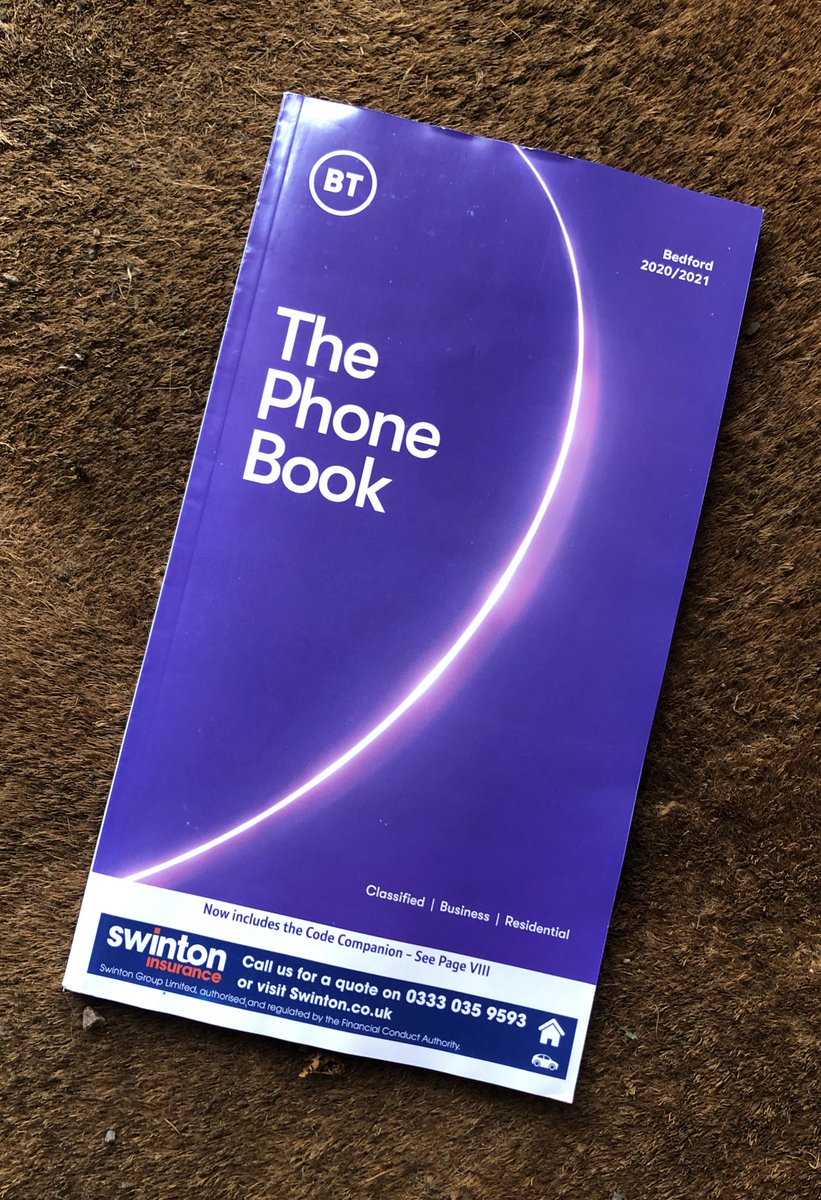 BT
Bedford
2020/2021
The
Phone
Book
Classified | Business | Residential
Now includes the Code Companion - See Page VIII
swinton
insurance
Call us for a quote on 0333 035 9593
or visit Swinton.co.uk
Swinton Group Limited, authorised and regulated by the Financial Conduct Authority.